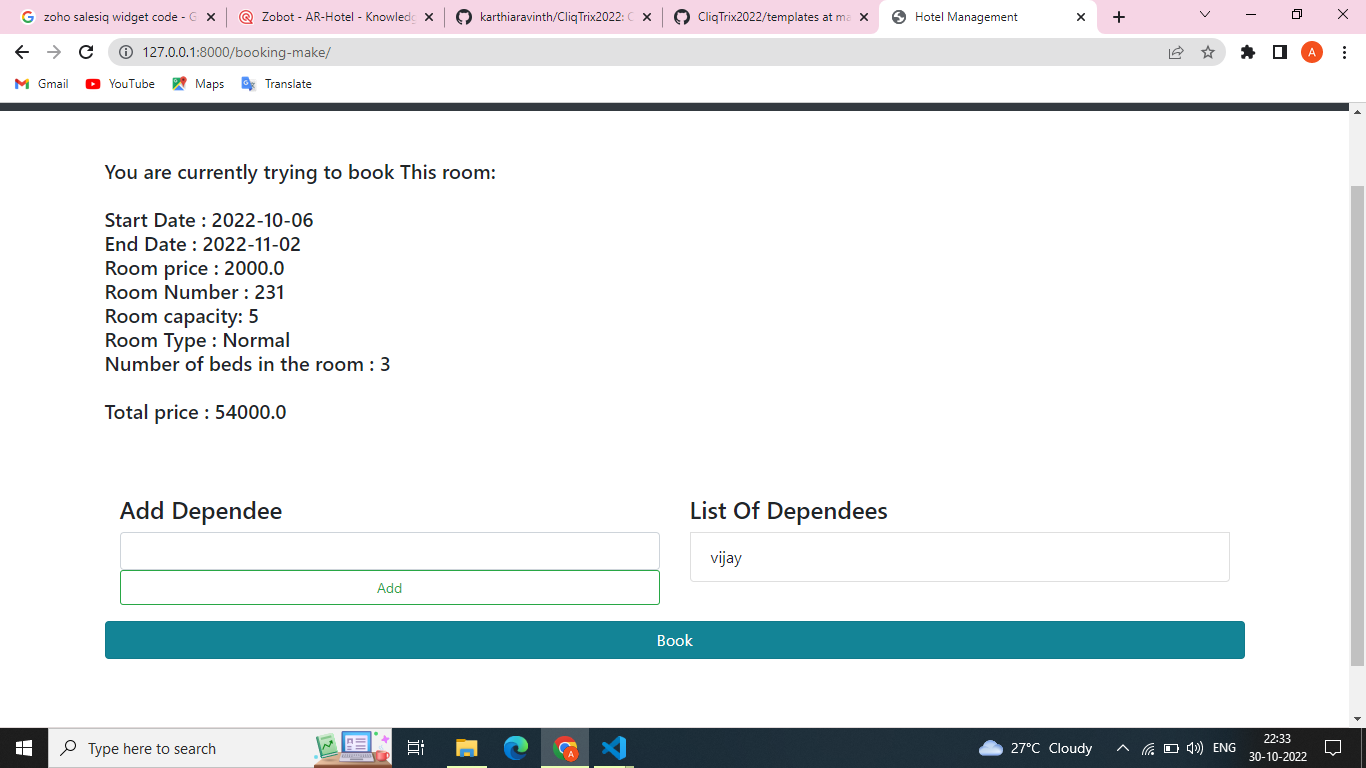 zoho salesiq widget code - G
Zobot - AR-Hotel - Knowledg
karthiaravinth/CliqTrix2022: C
CliqTrix2022/templates at ma
Hotel Management
127.0.0.1:8000/booking-make/
A
Gmail
YouTube
Maps
Translate
You are currently trying to book This room:
Start Date : 2022-10-06
End Date : 2022-11-02
Room price : 2000.0
Room Number : 231
Room capacity: 5
Room Type : Normal
Number of beds in the room : 3
Total price : 54000.0
Add Dependee
List Of Dependees
vijay
Add
Book
Type here to search
A
27°C Cloudy
ENG
22:33
30-10-2022